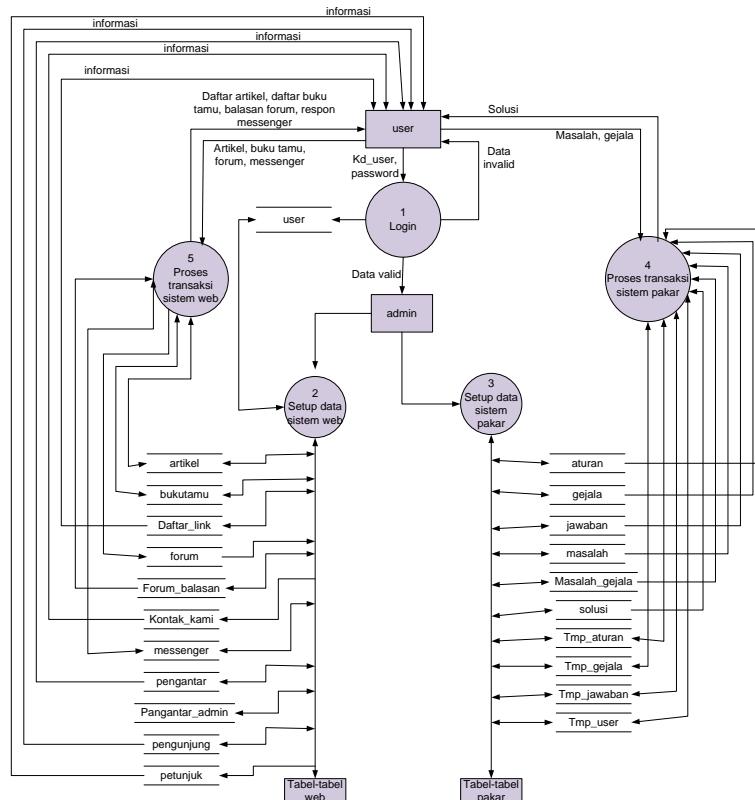 informasi
informasi
informasi
informasi
informasi
Daftar artikel, daftar buku
tamu, balasan forum, respon
messenger
Solusi
user
Masalah, gejala
Artikel, buku tamu,
forum, messenger
Kd_user,
password
Data
invalid
user
1
Login
5
Proses
transaksi
sistem web
4
Proses transaksi
sistem pakar
Data valid
admin
2
Setup data
sistem web
3
Setup data
sistem
pakar
artikel
bukutamu
Daftar_link
forum
Forum_balasan
Kontak_kami
messenger
pengantar
Pangantar_admin
pengunjung
petunjuk
aturan
gejala
jawaban
masalah
Masalah_gejala
solusi
Tmp_aturan
Tmp_gejala
Tmp_jawaban
Tmp_user
Tabel-tabel
web
Tabel-tabel
pakar